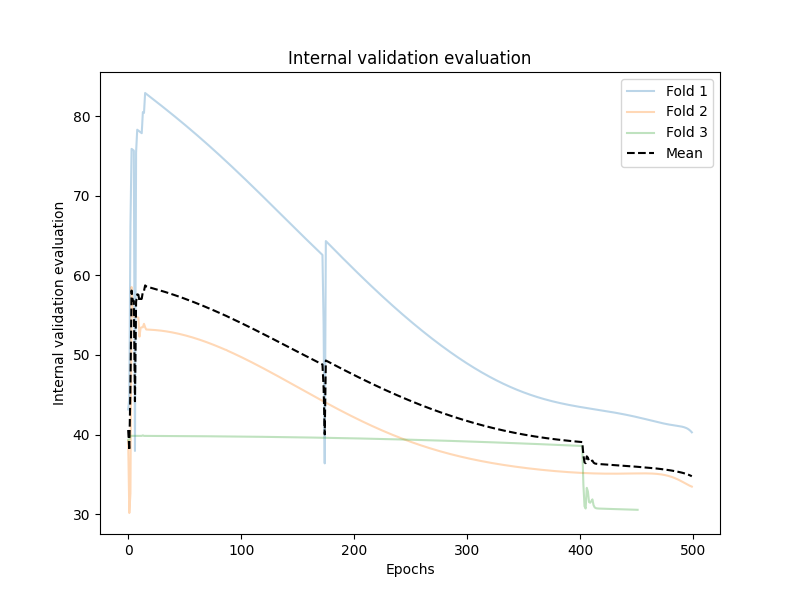 Internal validation evaluation
Fold 1
Fold 2
Fold 3
Mean
Internal validation evaluation
80
70
60
50
40
30
0 100 200 300 400 500
Epochs